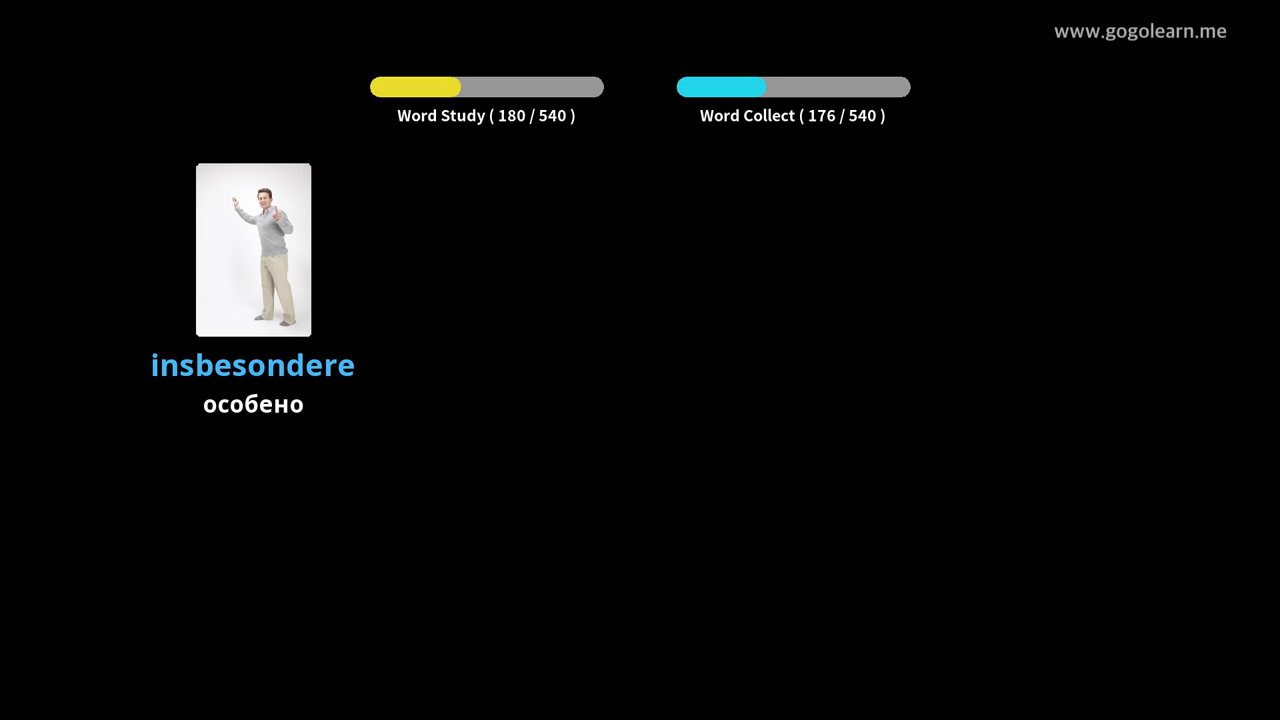 www.gogolearn.me
Word Study ( 180 / 540 )
Word Collect ( 176 / 540 )
insbesondere
особено